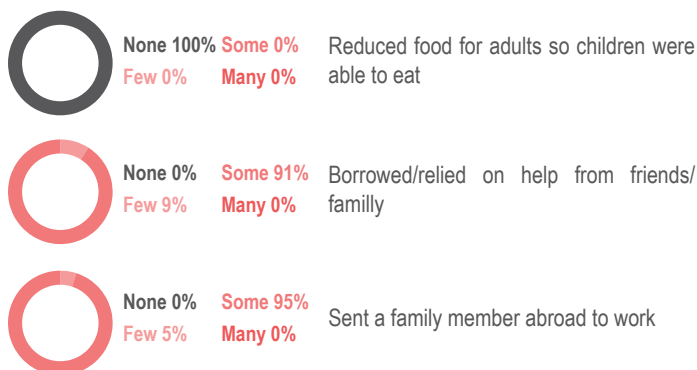 None 100% Some 0%
Few 0% Many 0%
Reduced food for adults so children were
able to eat
None 0% Some 91%
Few 9% Many 0%
Borrowed/relied on help from friends/
familly
None 0% Some 95%
Few 5% Many 0%
Sent a family member abroad to work